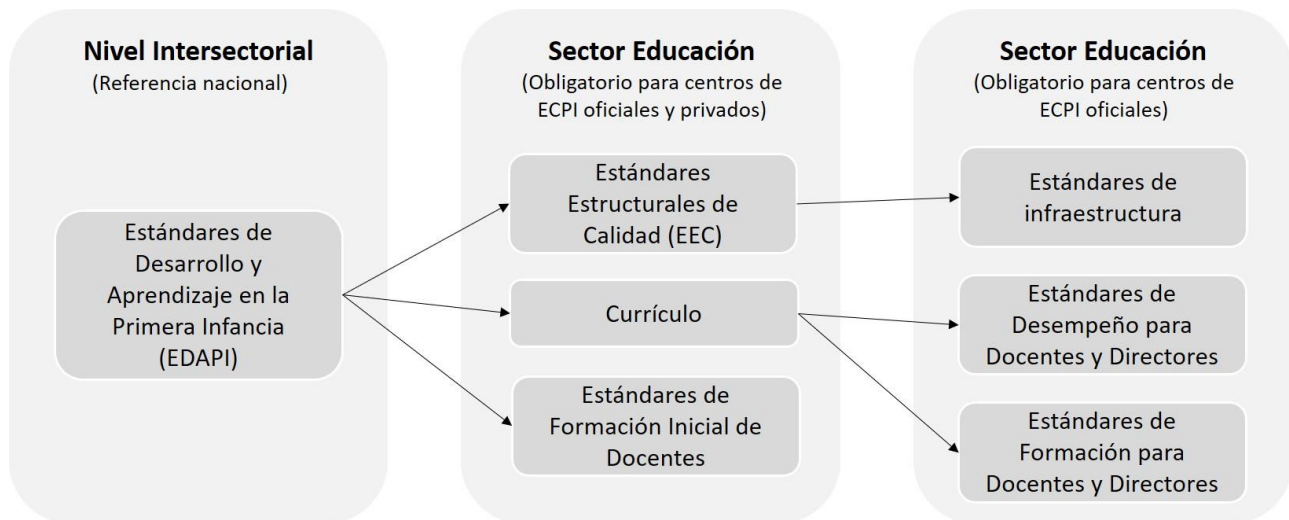 Nivel Intersectorial
(Referencia nacional)
Estándares de
Desarrollo y
Aprendizaje en la
Primera Infancia
(EDAPI)
Sector Educación
(Obligatorio para centros de
ECPI oficiales y privados)
Estándares
Estructurales de
Calidad (EEC)
Currículo
Estándares de
Formación Inicial de
Docentes
Sector Educación
(Obligatorio para centros de
ECPI oficiales)
Estándares de
infraestructura
Estándares de
Desempeño para
Docentes y Directores
Estándares de
Formación para
Docentes y Directores